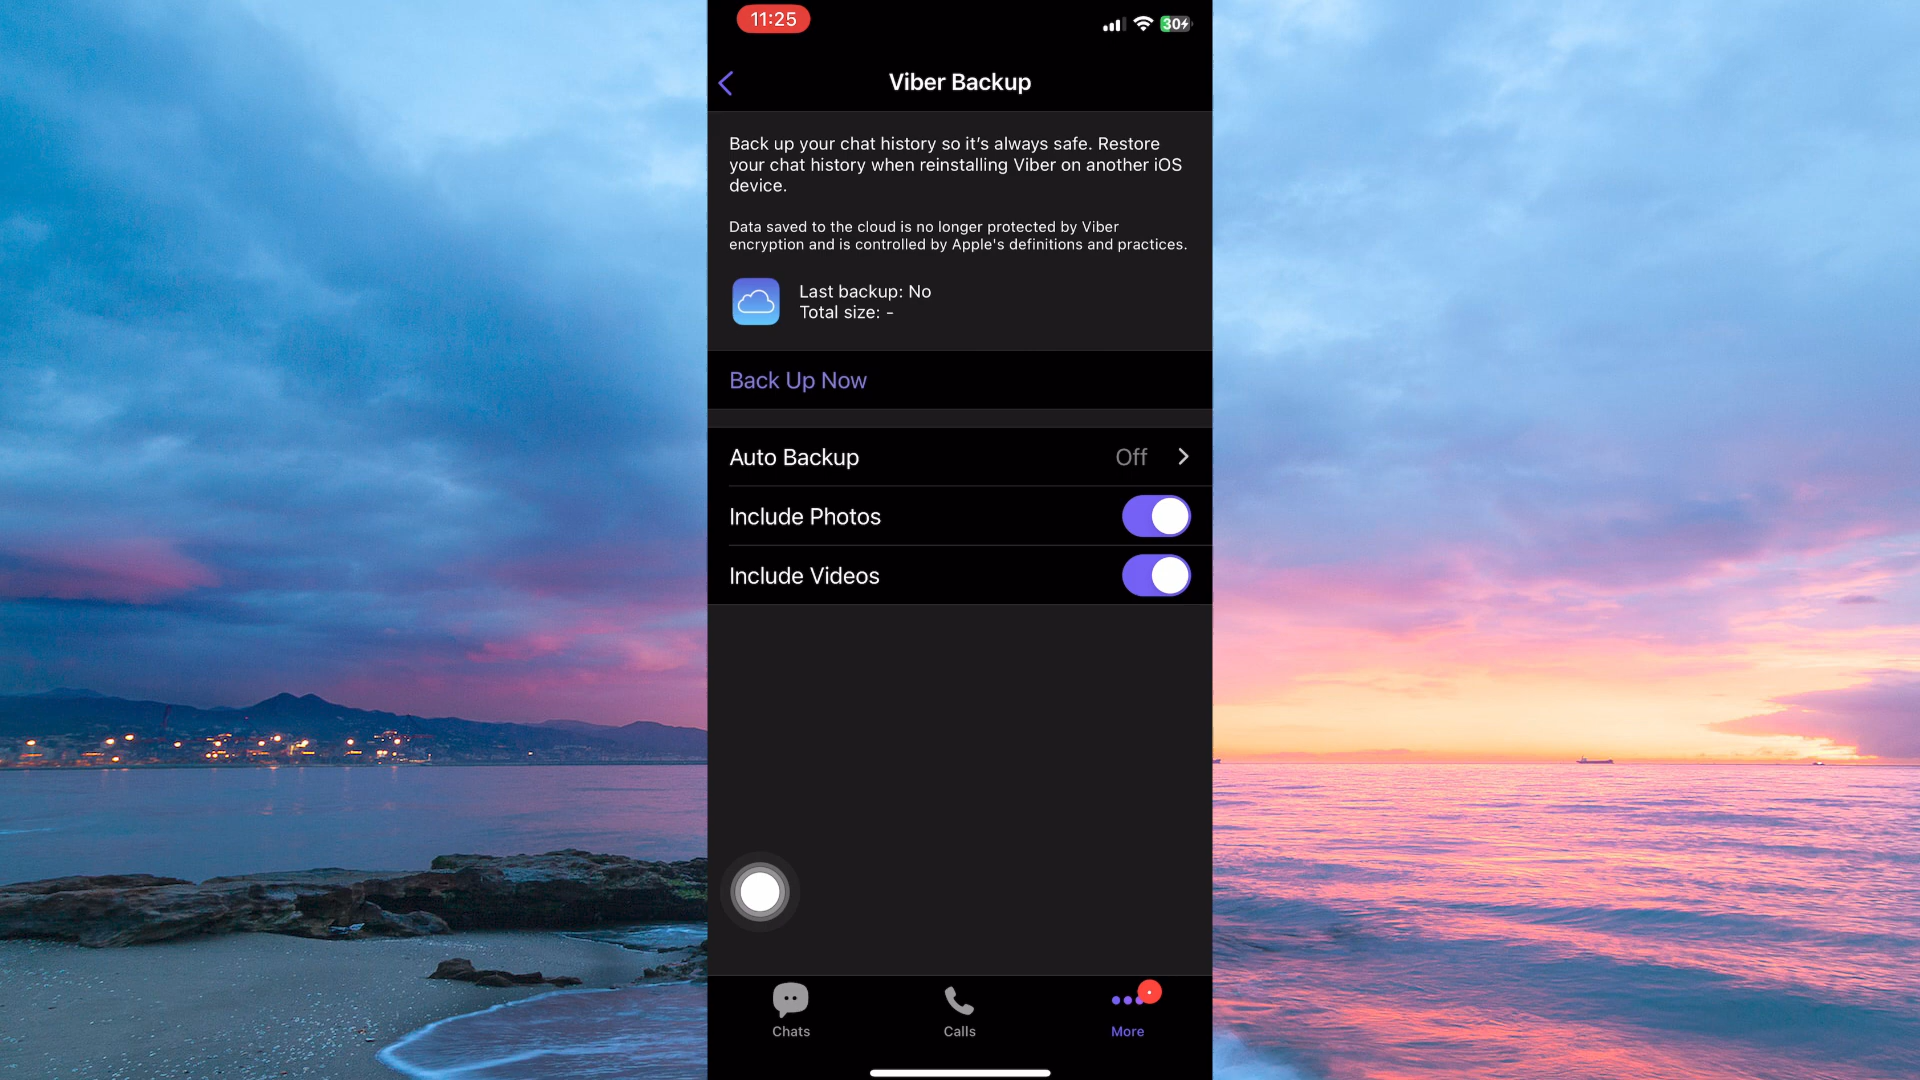 11:25
30
Viber Backup
Back up your chat history so it's always safe. Restore
your chat history when reinstalling Viber on another iOS
device.
Data saved to the cloud is no longer protected by Viber
encryption and is controlled by Apple's definitions and practices.
Last backup: No
Total size: -
Back Up Now
Auto Backup Off
Include Photos
Include Videos
Chats Calls More